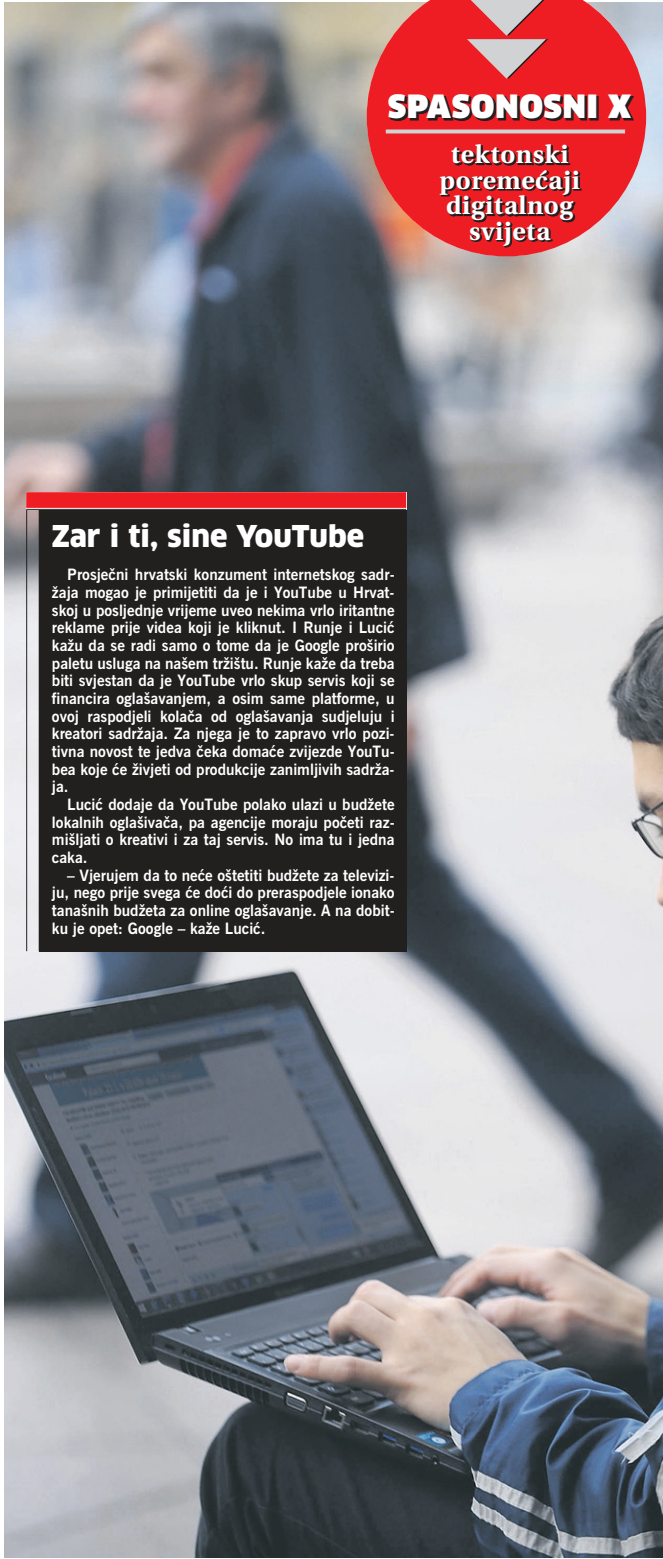 SPASONOSNI X
tektonski
poremećaji
digitalnog
svijeta
Zar i ti, sine YouTube
Prosječni hrvatski konzument internetskog sadr-
žaja mogao je primijetiti da je i YouTube u Hrvat-
skoj u posljednje vrijeme uveo nekima vrlo iritantne
reklame prije videa koji je kliknut. I Runje i Lucić
kažu da se radi samo o tome da je Google proširio
paletu usluga na našem tržištu. Runje kaže da treba
biti svjestan da je YouTube vrlo skup servis koji se
financira oglašavanjem, a osim same platforme, u
ovoj raspodjeli kolača od oglašavanja sudjeluju i
kreatori sadržaja. Za njega je to zapravo vrlo pozi-
tivna novost te jedva čeka domaće zvijezde YouTu-
bea koje će živjeti od produkcije zanimljivih sadrža-
ja.
Lucić dodaje da YouTube polako ulazi u budžete
lokalnih oglašivača, pa agencije moraju početi raz-
mišljati o kreativi i za taj servis. No ima tu i jedna
caka.
– Vjerujem da to neće oštetiti budžete za televizi-
ju, nego prije svega će doći do preraspodjele ionako
tanašnih budžeta za online oglašavanje. A na dobit-
ku je opet: Google – kaže Lucić.